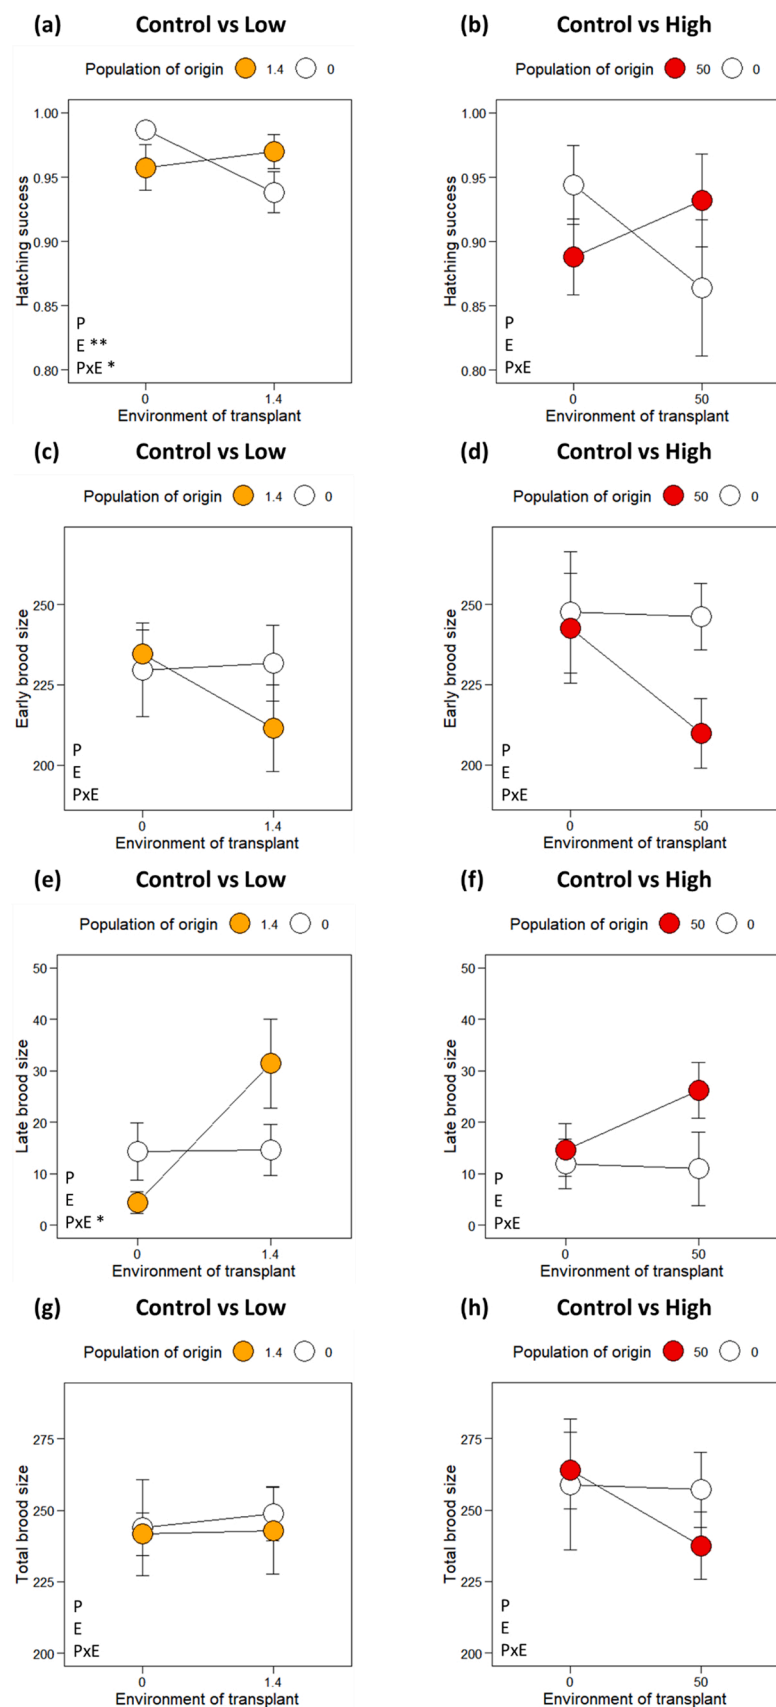 (a) Control vs Low
Population of origin 1.4 0
Hatching success
1.00
0.95
0.90
0.85
0.80
P
E **
PxE *
0 1.4
Environment of transplant
(b) Control vs High
Population of origin 50 0
Hatching success
1.00
0.95
0.90
0.85
0.80
P
E
PxE
0 50
Environment of transplant
(c) Control vs Low
Population of origin 1.4 0
Early brood size
250
225
200
P
E
PxE
0 1.4
Environment of transplant
(d) Control vs High
Population of origin 50 0
Early brood size
250
225
200
P
E
PxE
0 50
Environment of transplant
(e) Control vs Low
Population of origin 1.4 0
Late brood size
50
40
30
20
10
0
P
E
PxE *
0 1.4
Environment of transplant
(f) Control vs High
Population of origin 50 0
Late brood size
50
40
30
20
10
0
P
E
PxE
0 50
Environment of transplant
(g) Control vs Low
Population of origin 1.4 0
Total brood size
275
250
225
200
P
E
PxE
0 1.4
Environment of transplant
(h) Control vs High
Population of origin 50 0
Total brood size
275
250
225
200
P
E
PxE
0 50
Environment of transplant